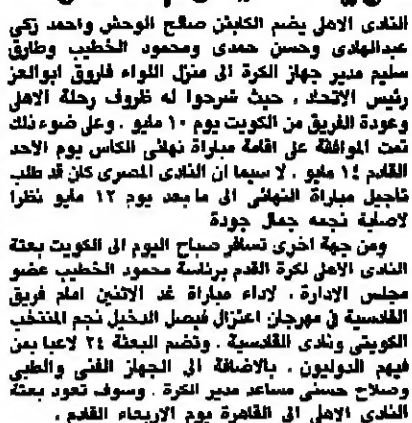 النادى الاهلى يضم الكابتن صالح الوحش واحمد زكى
عبدالهادى وحسن حمدى ومحمود الخطيب وطارق
سليم مدير جهاز الكرة الى منزل اللواء فاروق ابوالعز
رئيس الاتحاد ، حيث شرحوا له ظروف رحلة الاهلى
وعودة الفريق من الكويت يوم ١٠ مايو . وعلى ضوء ذلك
تمت الموافقة على اقامة مباراة نهائى الكاس يوم الاحد
القادم ١٤ مايو . لا سيما ان النادى المصرى كان قد طلب
تاجيل مباراة النهائى الى ما بعد يوم ١٢ مايو نظرا
لاصابة نجمه جمال جودة
ومن جهة اخرى تسافر صباح اليوم الى الكويت بعثة
النادى الاهلى لكرة القدم برئاسة محمود الخطيب عضو
مجلس الادارة ، لاداء مباراة غد الاثنين امام فريق
القادسية فى مهرجان اعتزال فيصل الدخيل نجم المنتخب
الكويتى ونادى القادسية . وتضم البعثة ٢٤ لاعبا بمن
فيهم الدوليون . بالاضافة الى الجهاز الفنى والطبى
وصلاح حسنى مساعد مدير الكرة . وسوف تعود بعثة
النادى الاهلى الى القاهرة يوم الاربعاء القادم .